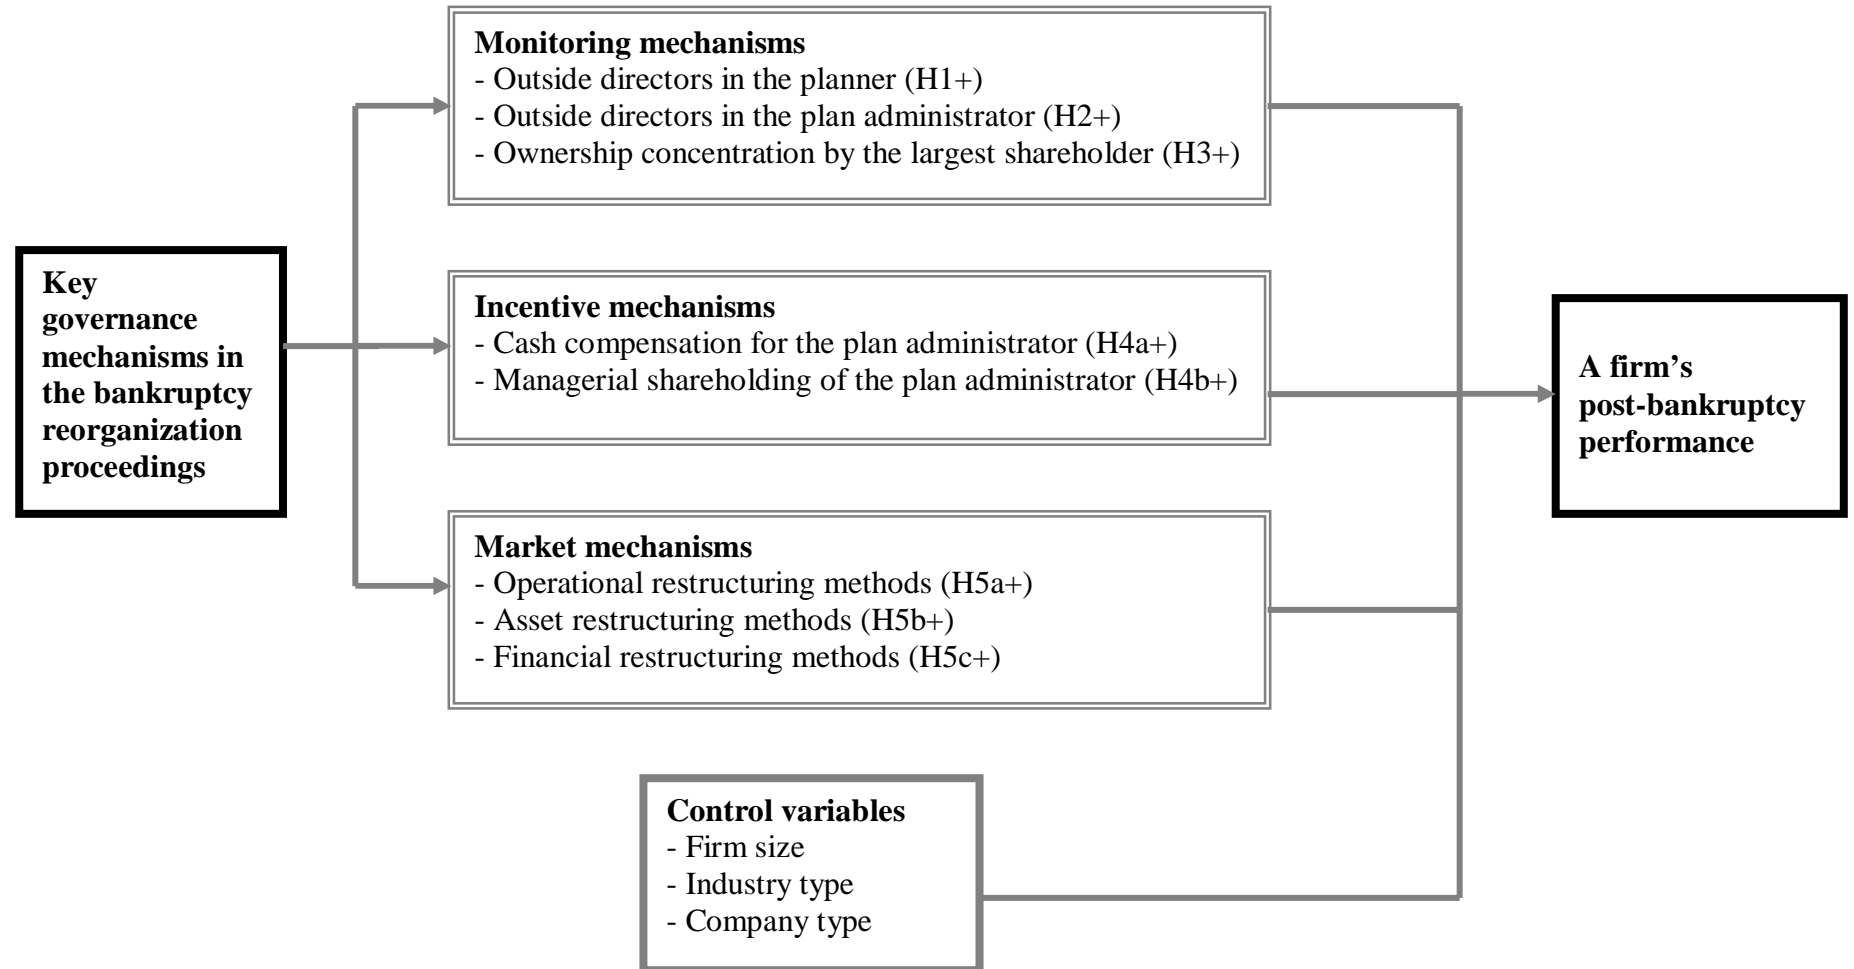 Monitoring mechanisms
- Outside directors in the planner (H1+)
- Outside directors in the plan administrator (H2+)
- Ownership concentration by the largest shareholder (H3+)
Key
governance
mechanisms in
the bankruptcy
reorganization
proceedings
Incentive mechanisms
- Cash compensation for the plan administrator (H4a+)
- Managerial shareholding of the plan administrator (H4b+)
A firm’s
post-bankruptcy
performance
Market mechanisms
- Operational restructuring methods (H5a+)
- Asset restructuring methods (H5b+)
- Financial restructuring methods (H5c+)
Control variables
- Firm size
- Industry type
- Company type